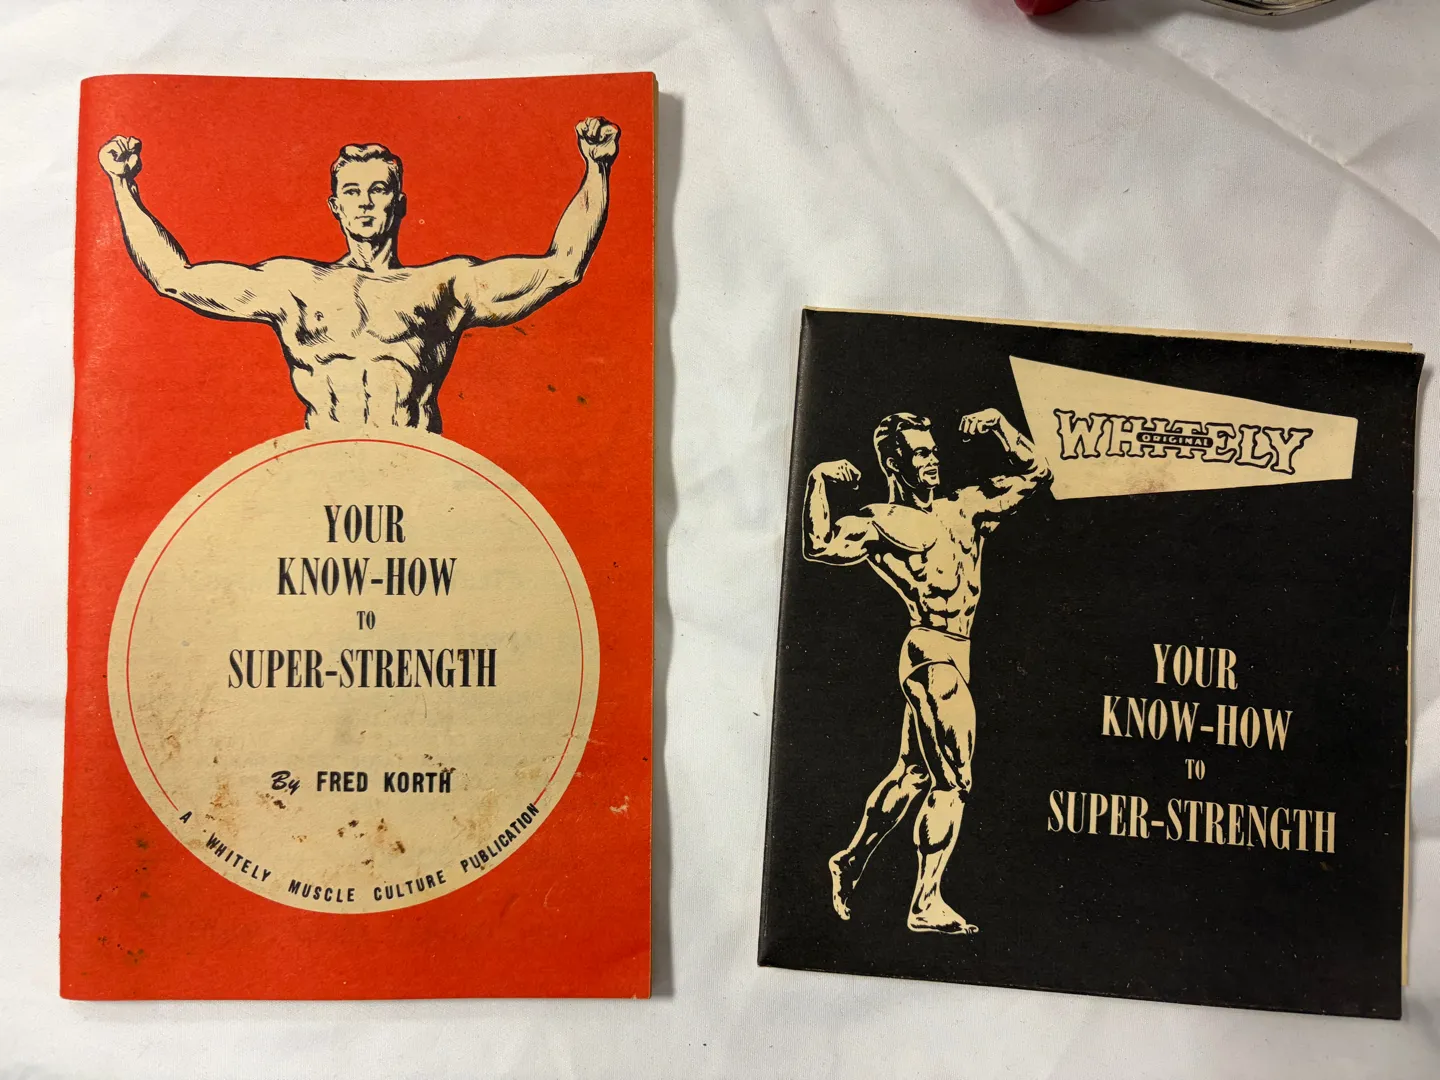 YOUR
KNOW-HOW
TO
SUPER-STRENGTH
By FRED KORTH
A WHITELY MUSCLE CULTURE PUBLICATION
WHITELY
ORIGINAL
YOUR
KNOW-HOW
TO
SUPER-STRENGTH